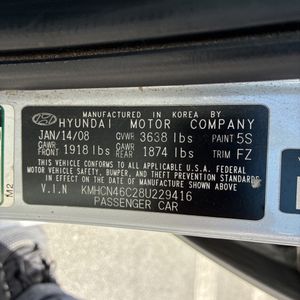 MANUFACTURED IN KOREA BY
HYUNDAI MOTOR COMPANY
JAN/14/08 GVWR 3638 lbs PAINT 5S
GAWR FRONT 1918 lbs GAWR REAR 1874 lbs TRIM FZ
THIS VEHICLE CONFORMS TO ALL APPLICABLE U.S.A. FEDERAL
MOTOR VEHICLE SAFETY, BUMPER, AND THEFT PREVENTION STANDARDS
IN EFFECT ON THE DATE OF MANUFACTURE SHOWN ABOVE.
V.I.N KMHCN46C28U229416
PASSENGER CAR
M2